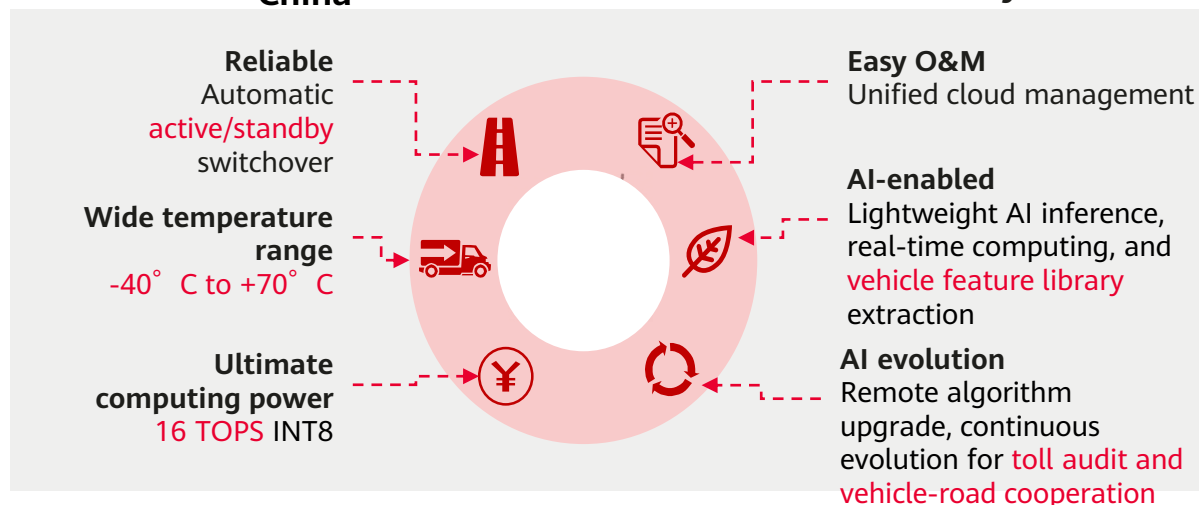 China
Reliable
Automatic
active/standby
switchover
Wide temperature
range
-40°C to +70°C
Ultimate
computing power
16 TOPS INT8
Easy O&M
Unified cloud management
AI-enabled
Lightweight AI inference,
real-time computing, and
vehicle feature library
extraction
AI evolution
Remote algorithm
upgrade, continuous
evolution for toll audit and
vehicle-road cooperation